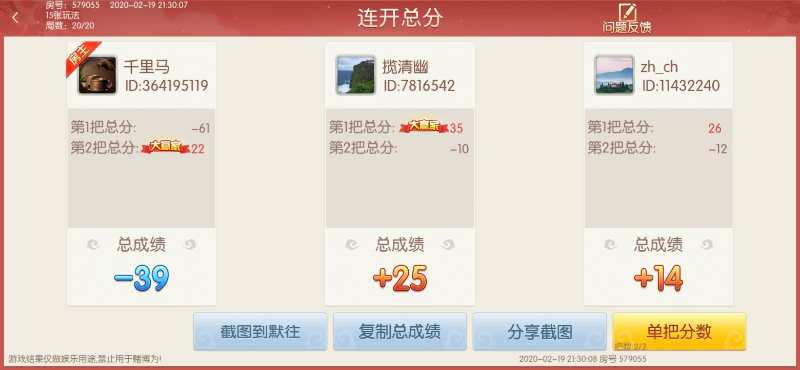 房号: 579055 2020-02-19 21:30:07
15张玩法
局数: 20/20
连开总分
问题反馈
房主
千里马
ID:364195119
第1把总分: -61
第2把总分: 大赢家 22
总成绩
-39
揽清幽
ID:7816542
第1把总分: 大赢家 35
第2把总分: -10
总成绩
+25
zh_ch
ID:11432240
第1把总分: 26
第2把总分: -12
总成绩
+14
截图到默往
复制总成绩
分享截图
单把分数
把数 2/2
游戏结果仅做娱乐用途,禁止用于赌博为!
2020-02-19 21:30:08 房号 579055